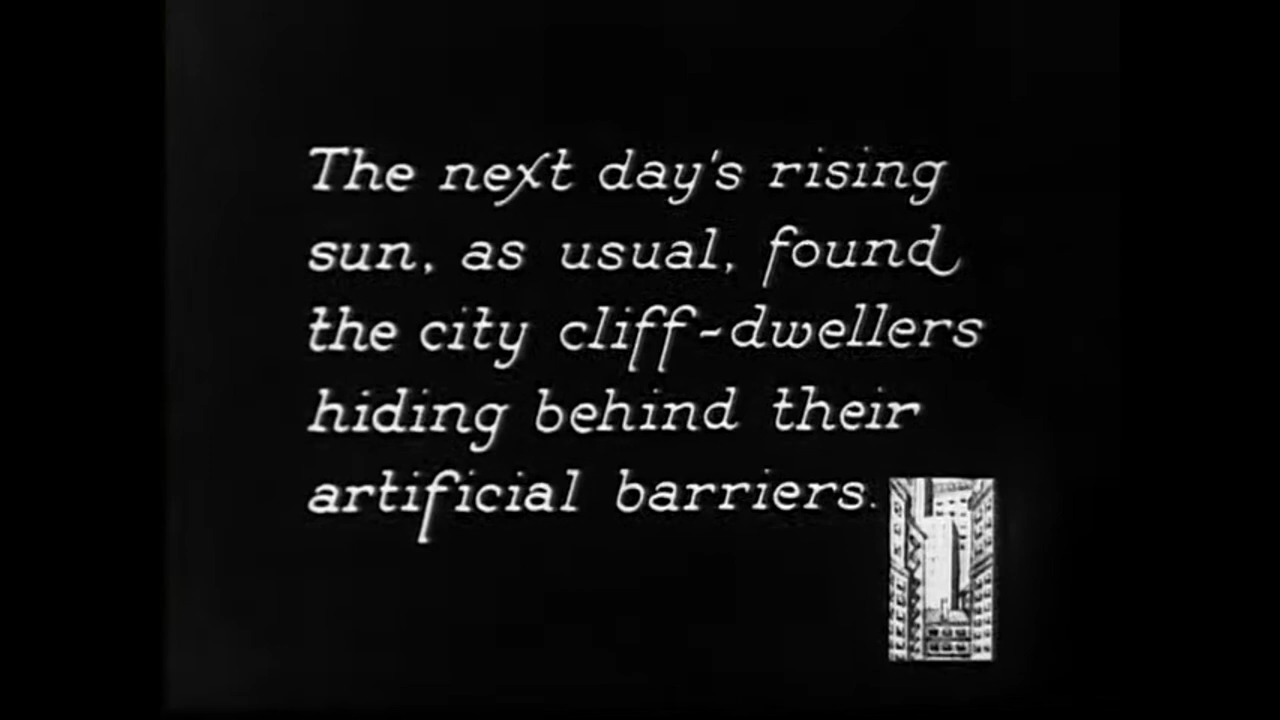 The next day's rising
sun, as usual, found
the city cliff-dwellers
hiding behind their
artificial barriers.